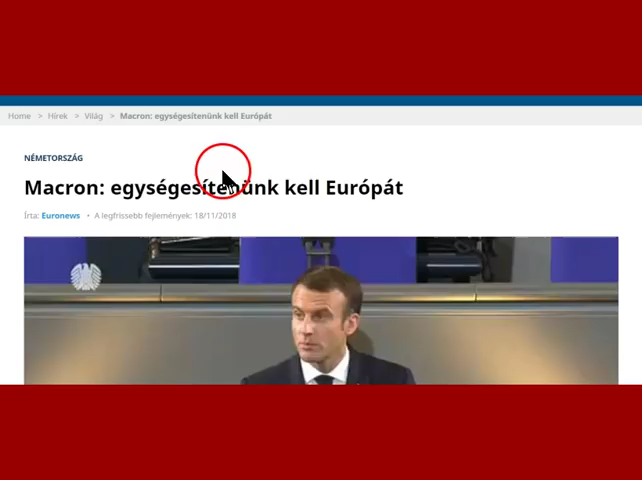 Home > Hírek > Világ > Macron: egységesítenünk kell Európát
NÉMETORSZÁG
Macron: egységesítenünk kell Európát
Írta: Euronews • A legfrissebb fejlemények: 18/11/2018